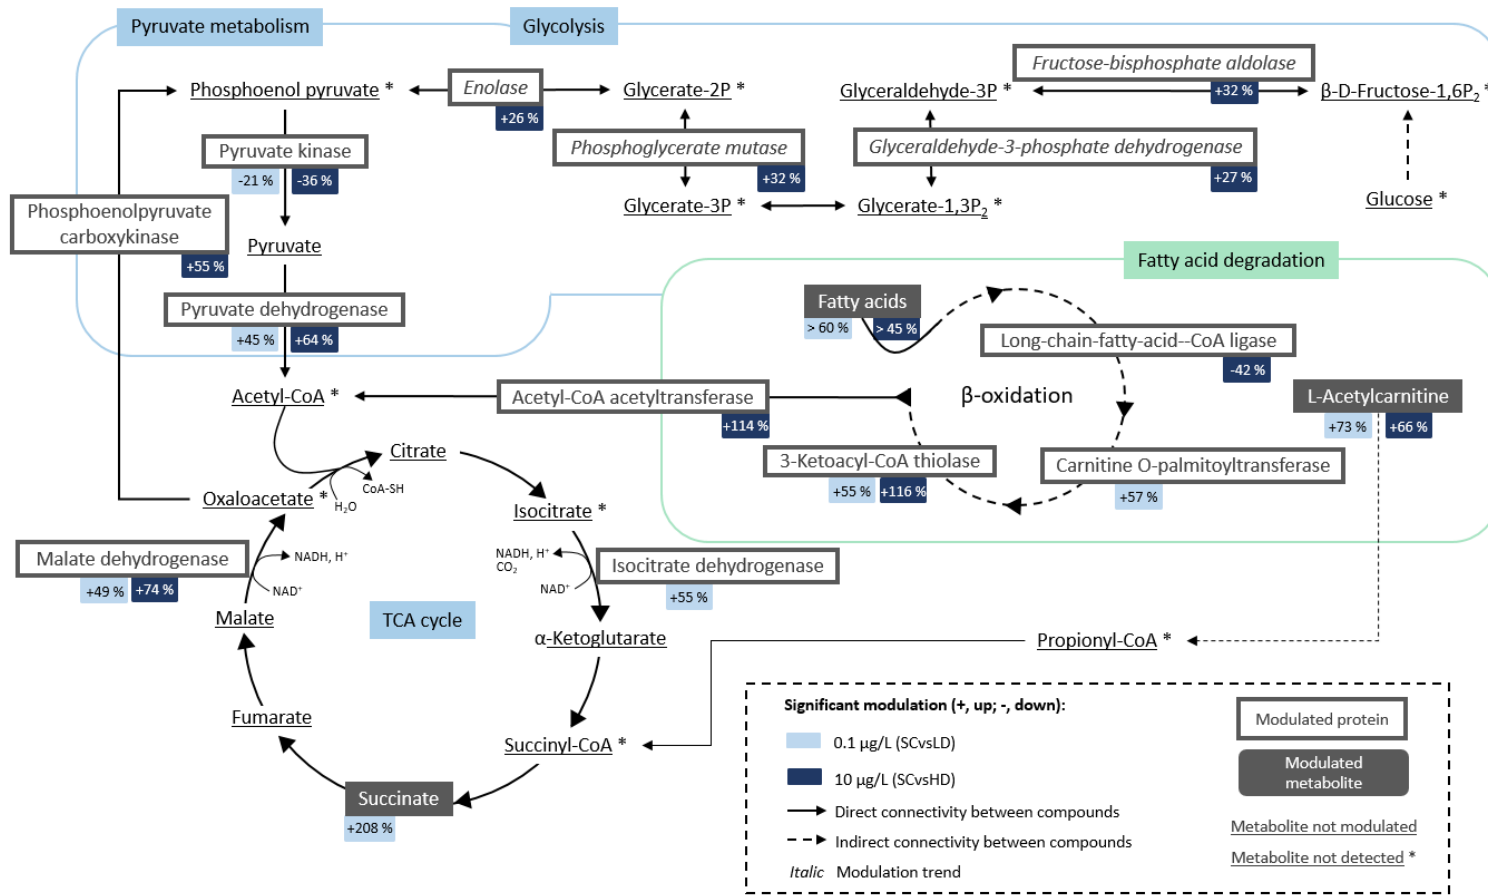 Pyruvate metabolism
Glycolysis
Fructose-bisphosphate aldolase
+32 %
Phosphoenol pyruvate *
Enolase
+26 %
Glycerate-2P *
Glyceraldehyde-3P *
β-D-Fructose-1,6P₂ *
Pyruvate kinase
-21 %
-36 %
Phosphoglycerate mutase
+32 %
Glyceraldehyde-3-phosphate dehydrogenase
+27 %
Phosphoenolpyruvate
carboxykinase
+55 %
Glycerate-3P *
Glycerate-1,3P₂ *
Glucose *
Pyruvate
Fatty acid degradation
Pyruvate dehydrogenase
+45 %
+64 %
Fatty acids
> 60 %
> 45 %
Long-chain-fatty-acid--CoA ligase
-42 %
Acetyl-CoA *
Acetyl-CoA acetyltransferase
+114 %
β-oxidation
L-Acetylcarnitine
+73 %
+66 %
Citrate
3-Ketoacyl-CoA thiolase
+55 %
+116 %
Carnitine O-palmitoyltransferase
+57 %
CoA-SH
H₂O
Oxaloacetate *
Isocitrate *
Malate dehydrogenase
+49 %
+74 %
NADH, H⁺
NAD⁺
NADH, H⁺
CO₂
NAD⁺
Isocitrate dehydrogenase
+55 %
Malate
TCA cycle
α-Ketoglutarate
Propionyl-CoA *
Fumarate
Succinyl-CoA *
Succinate
+208 %
Significant modulation (+, up; -, down):
0.1 µg/L (SCvsLD)
10 µg/L (SCvsHD)
Direct connectivity between compounds
Indirect connectivity between compounds
Italic Modulation trend
Modulated protein
Modulated
metabolite
Metabolite not modulated
Metabolite not detected *